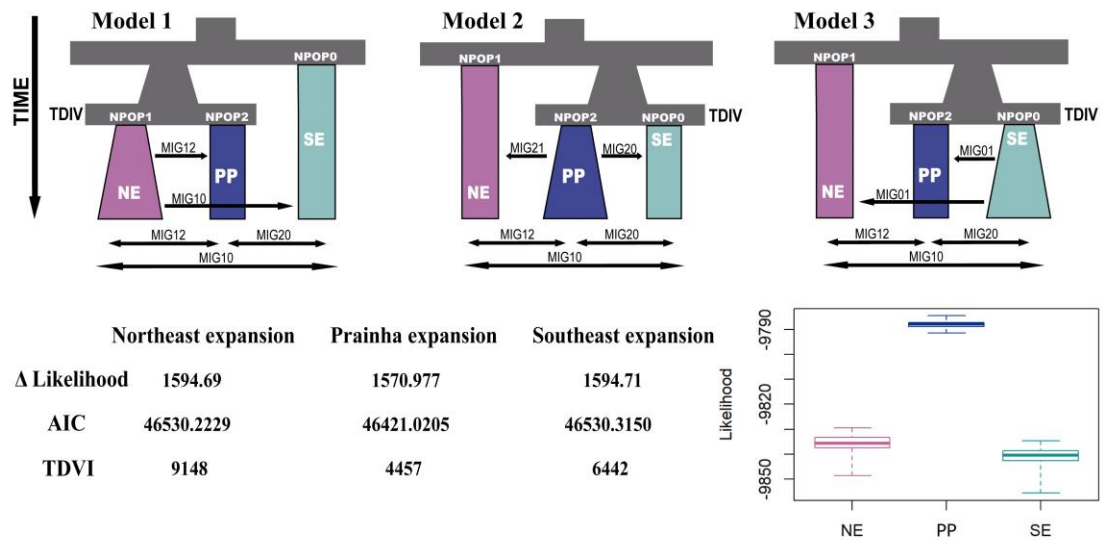 Model 1
TIME
NPOP0
TDIV
NPOP1
NPOP2
MIG12
SE
PP
NE
MIG10
MIG12
MIG20
MIG10
Model 2
NPOP1
NPOP2
NPOP0
TDIV
MIG21
MIG20
SE
PP
NE
MIG12
MIG20
MIG10
Model 3
NPOP1
NPOP2
NPOP0
TDIV
SE
MIG01
PP
NE
MIG01
MIG12
MIG20
MIG10
Northeast expansion Prainha expansion Southeast expansion
Δ Likelihood 1594.69 1570.977 1594.71
AIC 46530.2229 46421.0205 46530.3150
TDVI 9148 4457 6442
Likelihood
-9790
-9820
-9850
NE PP SE